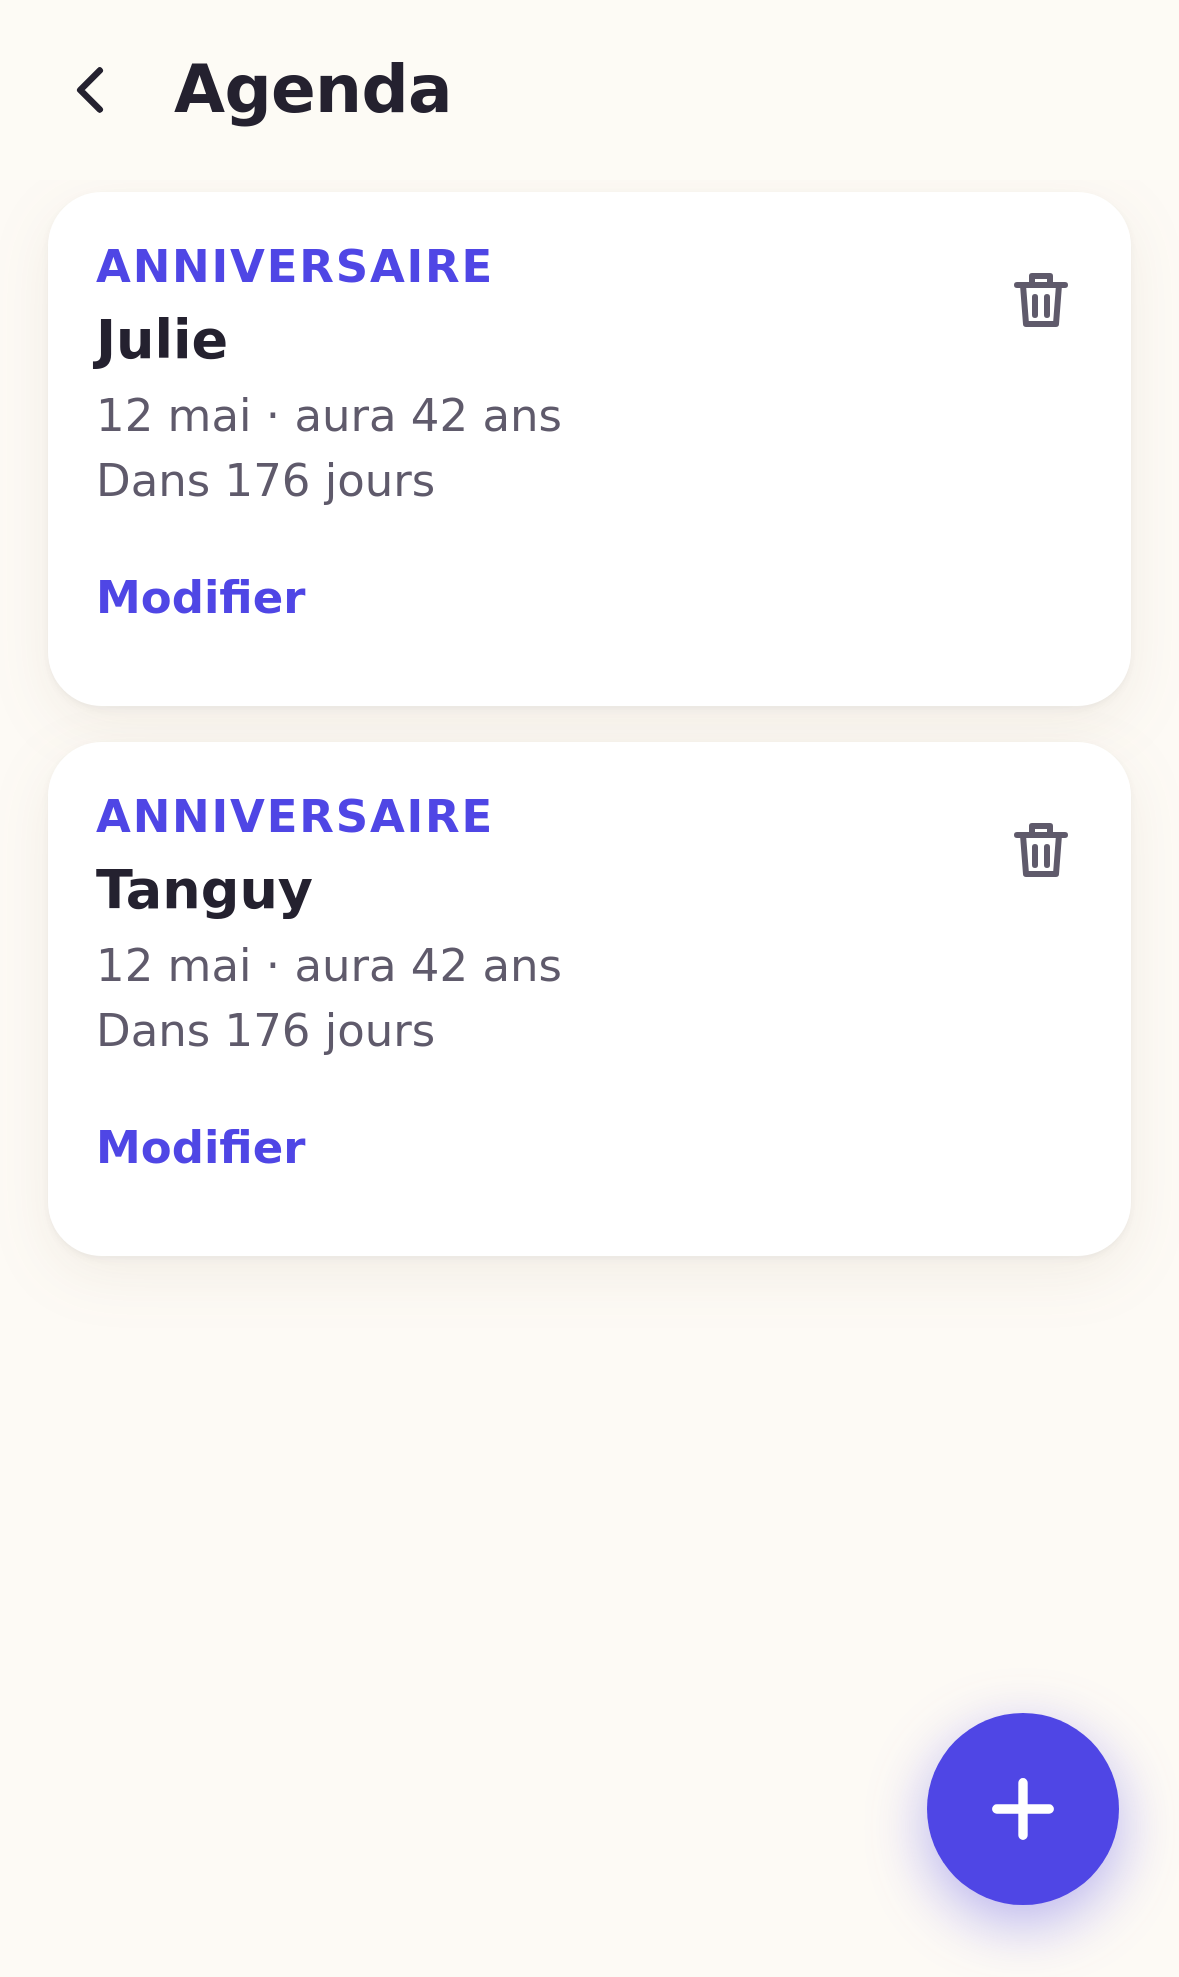 Agenda
ANNIVERSAIRE
Julie
12 mai · aura 42 ans
Dans 176 jours
Modifier
ANNIVERSAIRE
Tanguy
12 mai · aura 42 ans
Dans 176 jours
Modifier